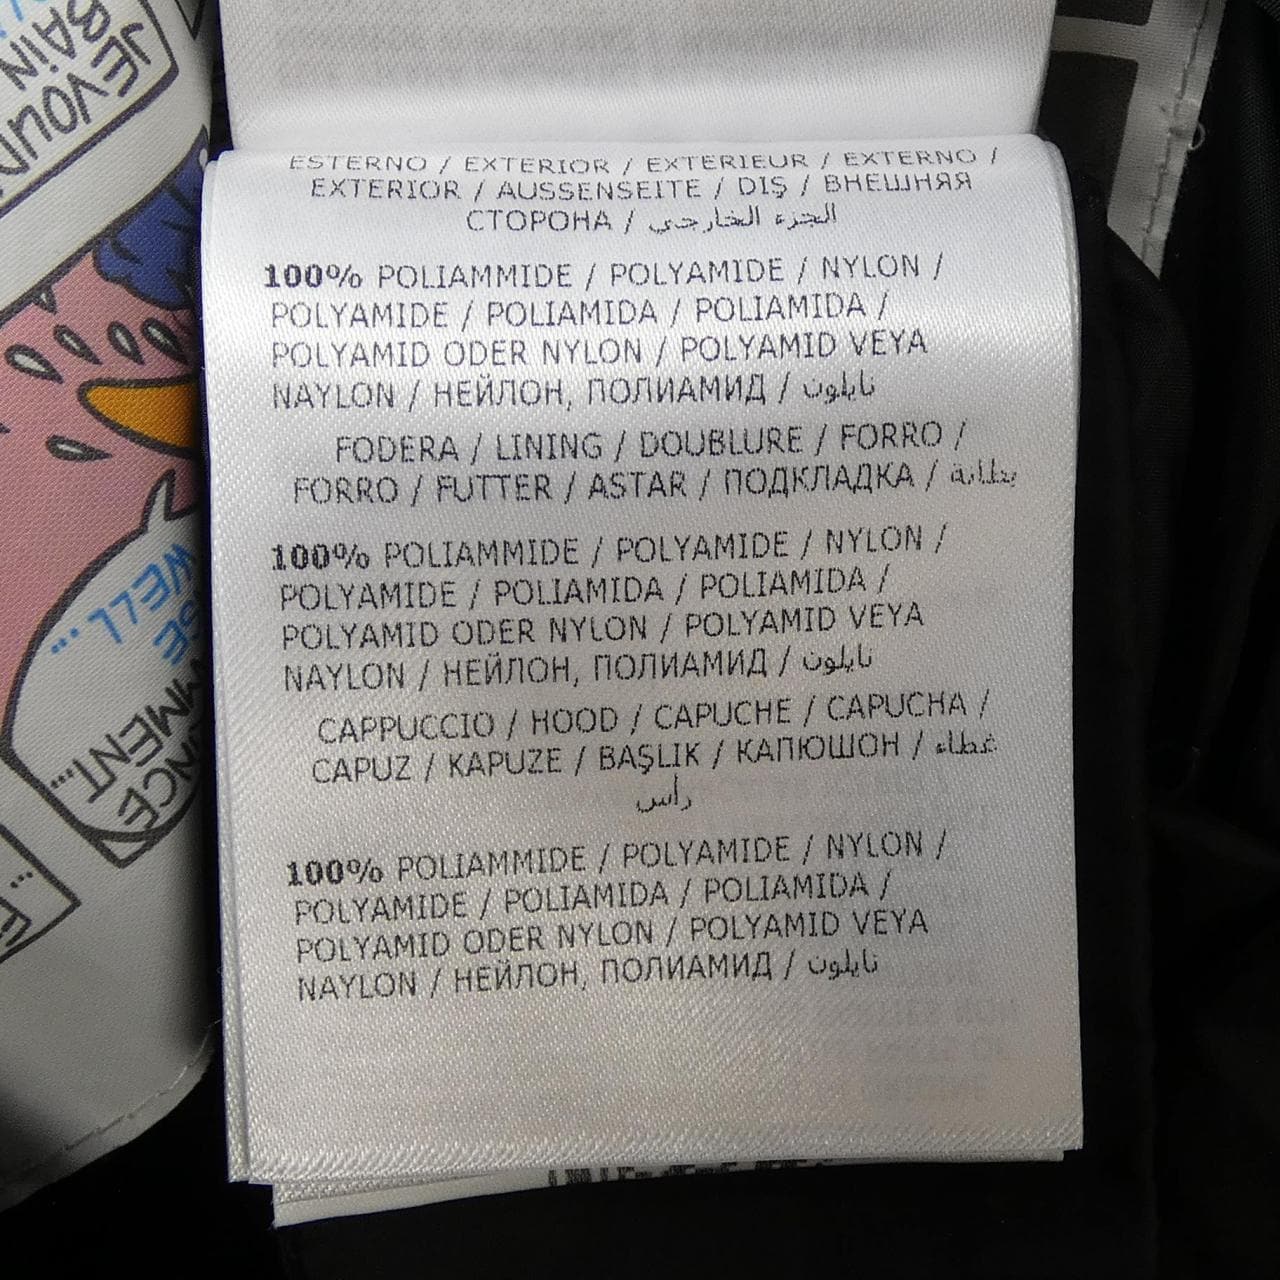 ESTERNO / EXTERIOR / EXTERIEUR / EXTERNO /
EXTERIOR / AUSSENSEITE / DIŞ / ВНЕШНЯЯ
СТОРОНА / الجزء الخارجي
100% POLIAMMIDE / POLYAMIDE / NYLON /
POLYAMIDE / POLIAMIDA / POLIAMIDA /
POLYAMID ODER NYLON / POLYAMID VEYA
NAYLON / НЕЙЛОН, ПОЛИАМИД / نايلون
FODERA / LINING / DOUBLURE / FORRO /
FORRO / FUTTER / ASTAR / ПОДКЛАДКА / بطانة
100% POLIAMMIDE / POLYAMIDE / NYLON /
POLYAMIDE / POLIAMIDA / POLIAMIDA /
POLYAMID ODER NYLON / POLYAMID VEYA
NAYLON / НЕЙЛОН, ПОЛИАМИД / نايلون
CAPPUCCIO / HOOD / CAPUCHE / CAPUCHA /
CAPUZ / KAPUZE / BAŞLIK / КАПЮШОН / غطاء
رأس
100% POLIAMMIDE / POLYAMIDE / NYLON /
POLYAMIDE / POLIAMIDA / POLIAMIDA /
POLYAMID ODER NYLON / POLYAMID VEYA
NAYLON / НЕЙЛОН, ПОЛИАМИД / نايلون
BAIN
WELL...